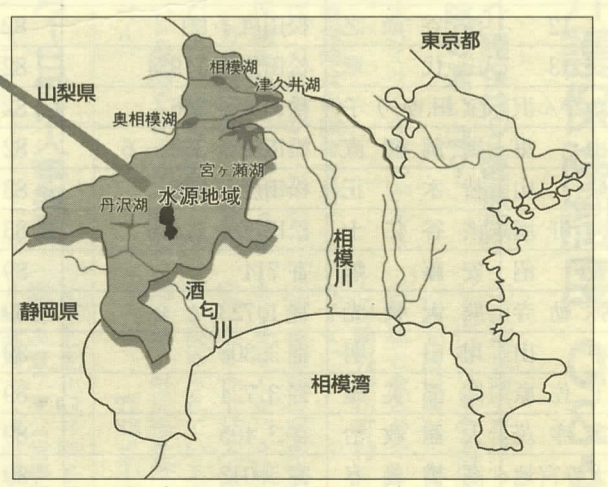 東京都
相模湖
津久井湖
山梨県
奥相模湖
宮ヶ瀬湖
水源地域
丹沢湖
相模川
酒匂川
静岡県
相模湾